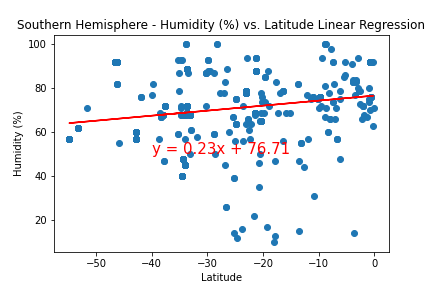 Southern Hemisphere - Humidity (%) vs. Latitude Linear Regression
100
80
60
40
20
Humidity (%)
y = 0.23x + 76.71
−50
−40
−30
−20
−10
0
Latitude